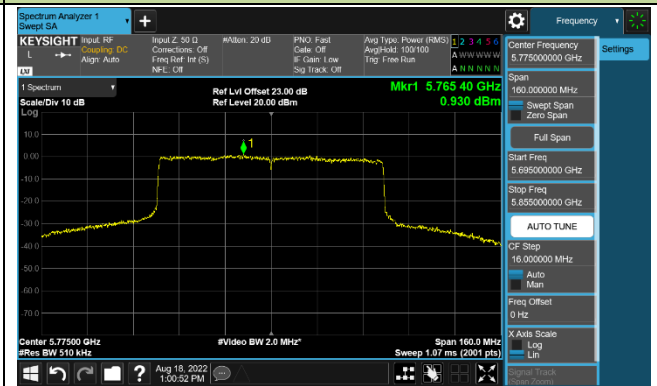 Spectrum Analyzer 1
Swept SA
+
Frequency
KEYSIGHT
L
LXI
Input: RF
Coupling: DC
Align: Auto
Input Z: 50 Ω
Corrections: Off
Freq Ref: Int (S)
NFE: Off
#Atten: 20 dB
PNO: Fast
Gate: Off
IF Gain: Low
Sig Track: Off
Avg Type: Power (RMS)
Avg|Hold: 100/100
Trig: Free Run
1 2 3 4 5 6
A W W W W W
A N N N N N
Center Frequency
5.775000000 GHz
Settings
Span
160.000000 MHz
Swept Span
Zero Span
Full Span
Start Freq
5.695000000 GHz
Stop Freq
5.855000000 GHz
AUTO TUNE
CF Step
16.000000 MHz
Auto
Man
Freq Offset
0 Hz
X Axis Scale
Log
Lin
Signal Track
(Span Zoom)
1 Spectrum
Scale/Div 10 dB
Log
Ref Lvl Offset 23.00 dB
Ref Level 20.00 dBm
Mkr1 5.765 40 GHz
0.930 dBm
1
10.0
0.00
-10.0
-20.0
-30.0
-40.0
-50.0
-60.0
-70.0
Center 5.77500 GHz
#Res BW 510 kHz
#Video BW 2.0 MHz*
Span 160.0 MHz
Sweep 1.07 ms (2001 pts)
?
Aug 18, 2022
1:00:52 PM